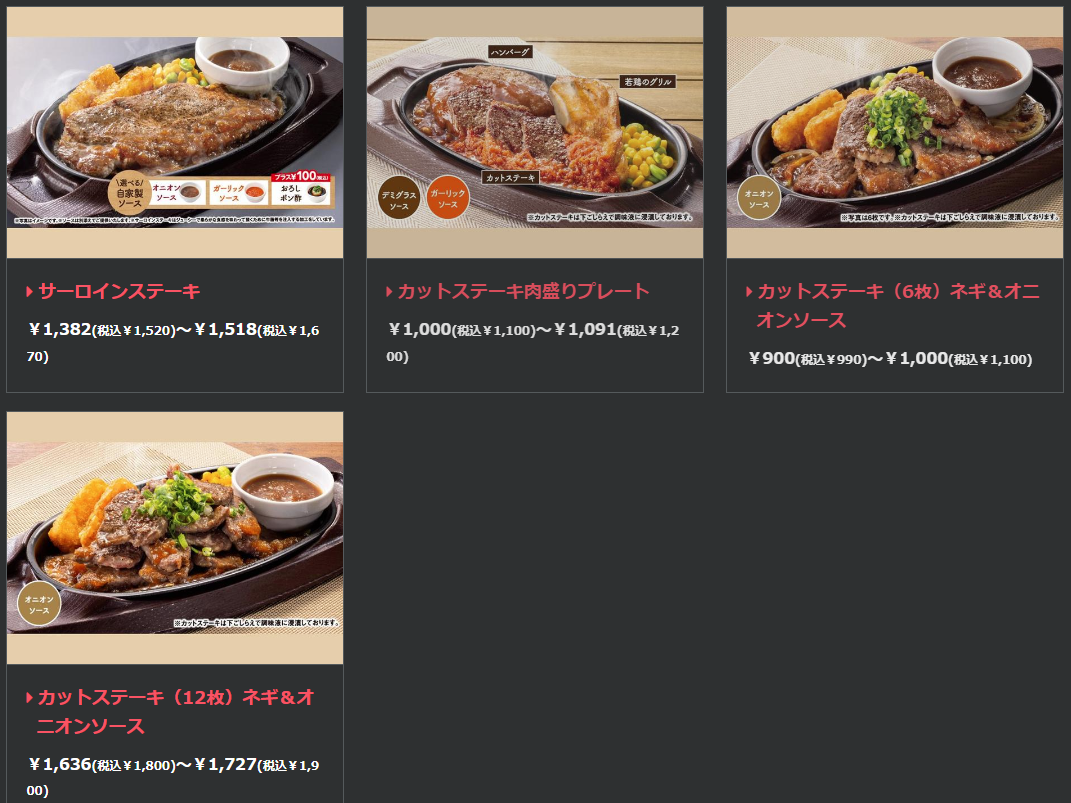 \選べる/
自家製
ソース
オニオン
ソース
ガーリック
ソース
プラス¥100(税込)
おろし
ポン酢
サーロインステーキ
￥1,382(税込￥1,520)～￥1,518(税込￥1,6
70)
ハンバーグ
若鶏のグリル
カットステーキ
デミグラス
ソース
ガーリック
ソース
※カットステーキは下ごしらえで調味液に浸漬しております。
カットステーキ肉盛りプレート
￥1,000(税込￥1,100)～￥1,091(税込￥1,2
00)
オニオン
ソース
※写真は6枚です。※カットステーキは下ごしらえで調味液に浸漬しております。
カットステーキ（6枚）ネギ＆オニ
オンソース
￥900(税込￥990)～￥1,000(税込￥1,100)
オニオン
ソース
※カットステーキは下ごしらえで調味液に浸漬しております。
カットステーキ（12枚）ネギ＆オ
ニオンソース
￥1,636(税込￥1,800)～￥1,727(税込￥1,9
00)